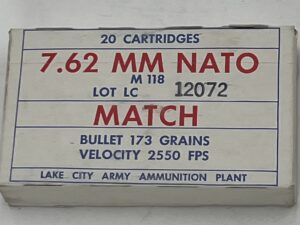 20 CARTRIDGES
7.62 MM NATO
M 118
LOT LC 12072
MATCH
BULLET 173 GRAINS
VELOCITY 2550 FPS
LAKE CITY ARMY AMMUNITION PLANT